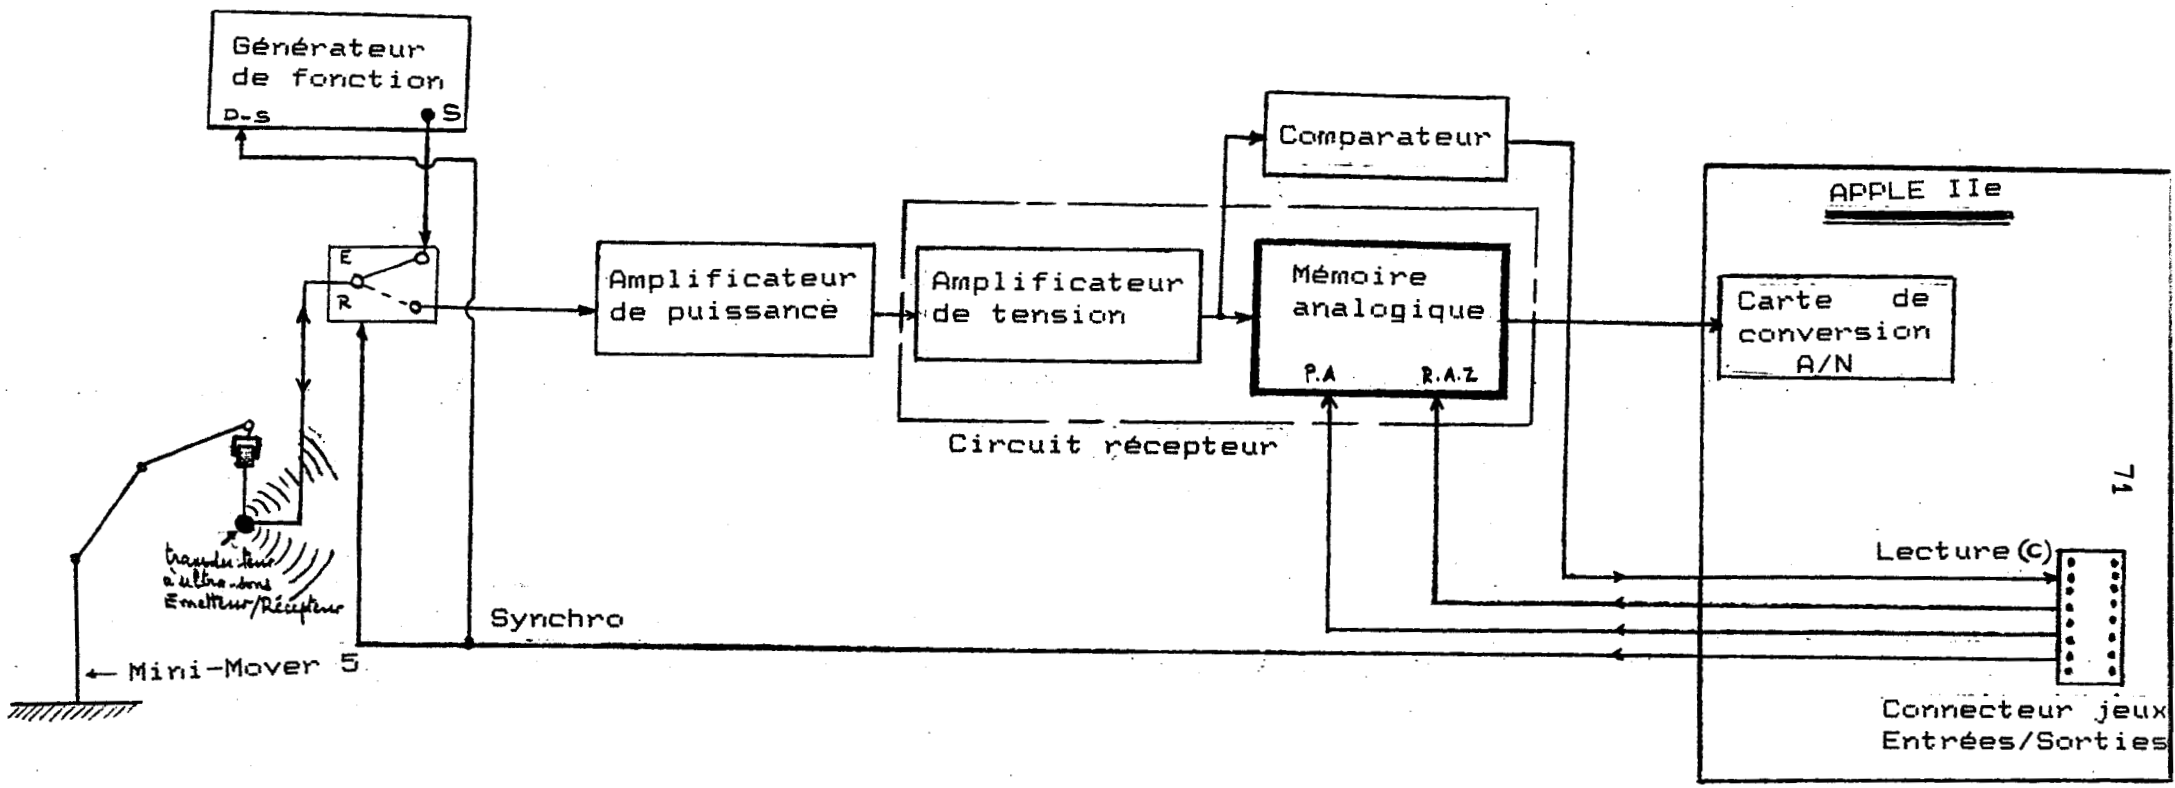 Générateur
de fonction
D-S
S
E
R
Amplificateur
de puissance
Amplificateur
de tension
Comparateur
Mémoire
analogique
P.A
R.A.Z
Circuit récepteur
APPLE IIe
Carte de
conversion
A/N
71
Lecture (C)
Connecteur jeux
Entrées/Sorties
Synchro
transducteur
à ultra-sons
Emetteur/Récepteur
Mini-Mover 5